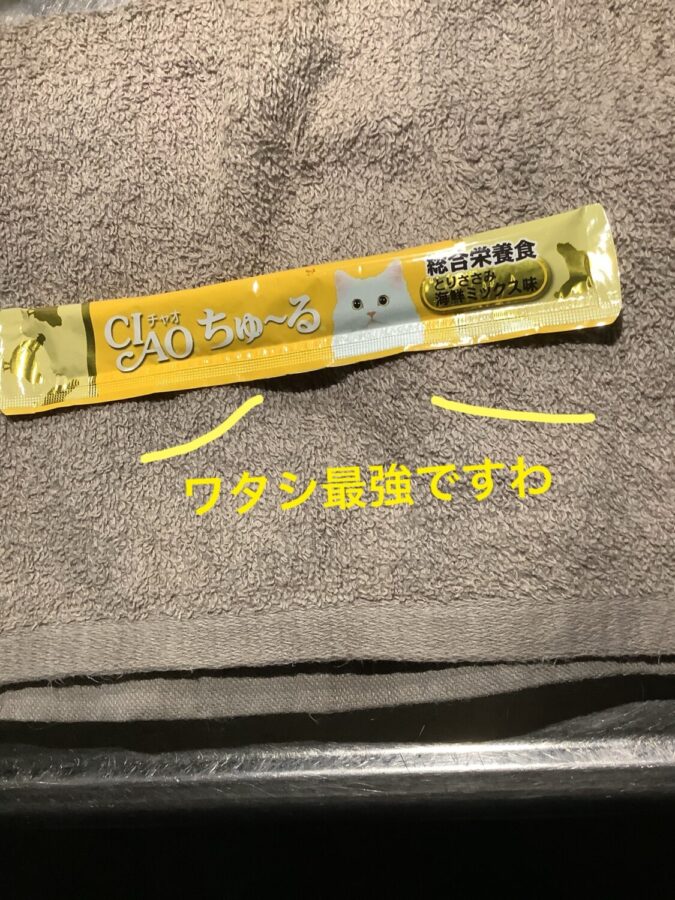 CIAO チャオ ちゅ〜る
総合栄養食
とりささみ
海鮮ミックス味
ワタシ最強ですわ